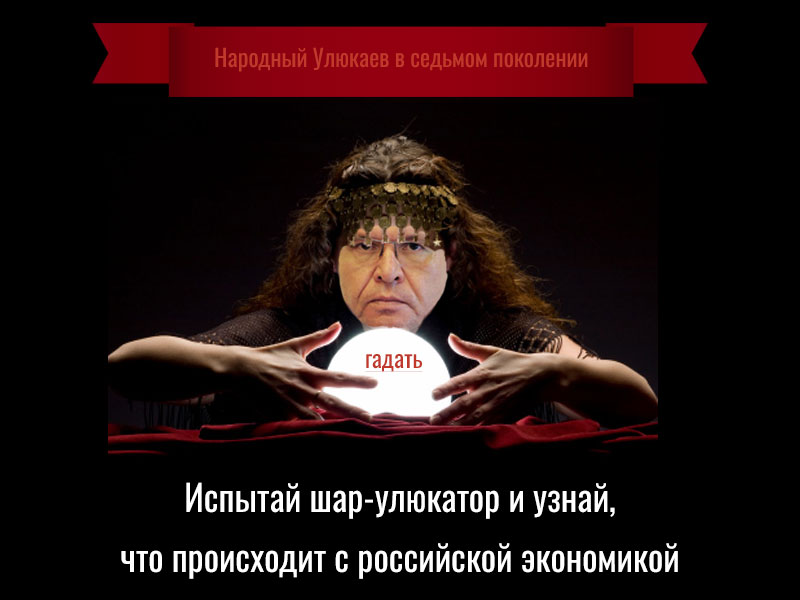 Народный Улюкаев в седьмом поколении
гадать
Испытай шар-улюкатор и узнай,
что происходит с российской экономикой